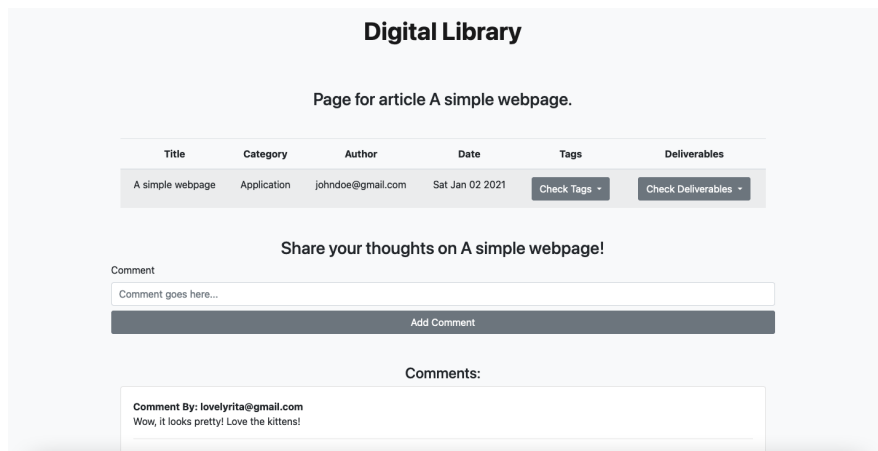 Digital Library
Page for article A simple webpage.
Title Category Author Date Tags Deliverables
A simple webpage Application johndoe@gmail.com Sat Jan 02 2021 Check Tags Check Deliverables
Share your thoughts on A simple webpage!
Comment
Comment goes here...
Add Comment
Comments:
Comment By: lovelyrita@gmail.com
Wow, it looks pretty! Love the kittens!